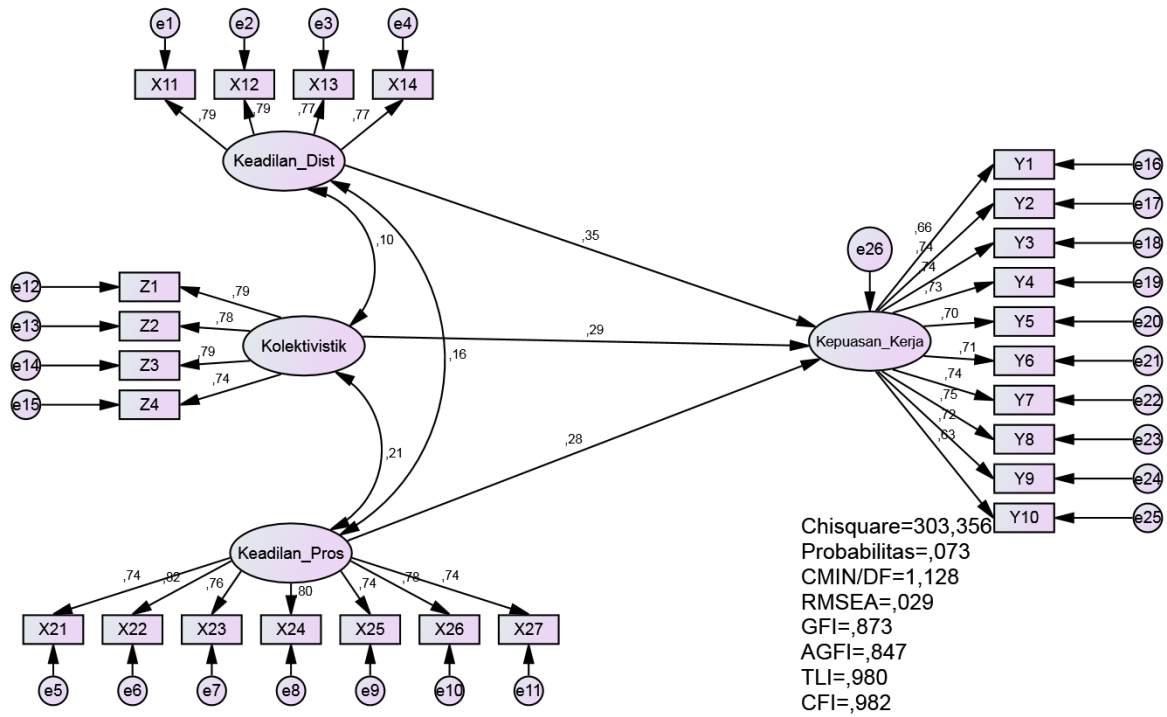 e1
e2
e3
e4
X11
X12
X13
X14
,79
,79
,77
,77
Keadilan_Dist
,10
,35
,16
e12
e13
e14
e15
Z1
Z2
Z3
Z4
,79
,78
,79
,74
Kolektivistik
,29
,21
,28
Keadilan_Pros
,74
,82
,76
,80
,74
,78
,74
X21
X22
X23
X24
X25
X26
X27
e5
e6
e7
e8
e9
e10
e11
e26
Kepuasan_Kerja
,66
,74
,74
,73
,70
,71
,74
,75
,72
,63
Y1
Y2
Y3
Y4
Y5
Y6
Y7
Y8
Y9
Y10
e16
e17
e18
e19
e20
e21
e22
e23
e24
e25
Chisquare=303,356
Probabilitas=,073
CMIN/DF=1,128
RMSEA=,029
GFI=,873
AGFI=,847
TLI=,980
CFI=,982